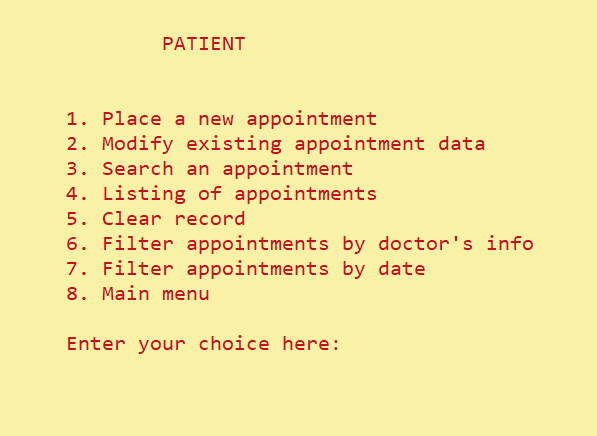 PATIENT
1. Place a new appointment
2. Modify existing appointment data
3. Search an appointment
4. Listing of appointments
5. Clear record
6. Filter appointments by doctor's info
7. Filter appointments by date
8. Main menu
Enter your choice here: